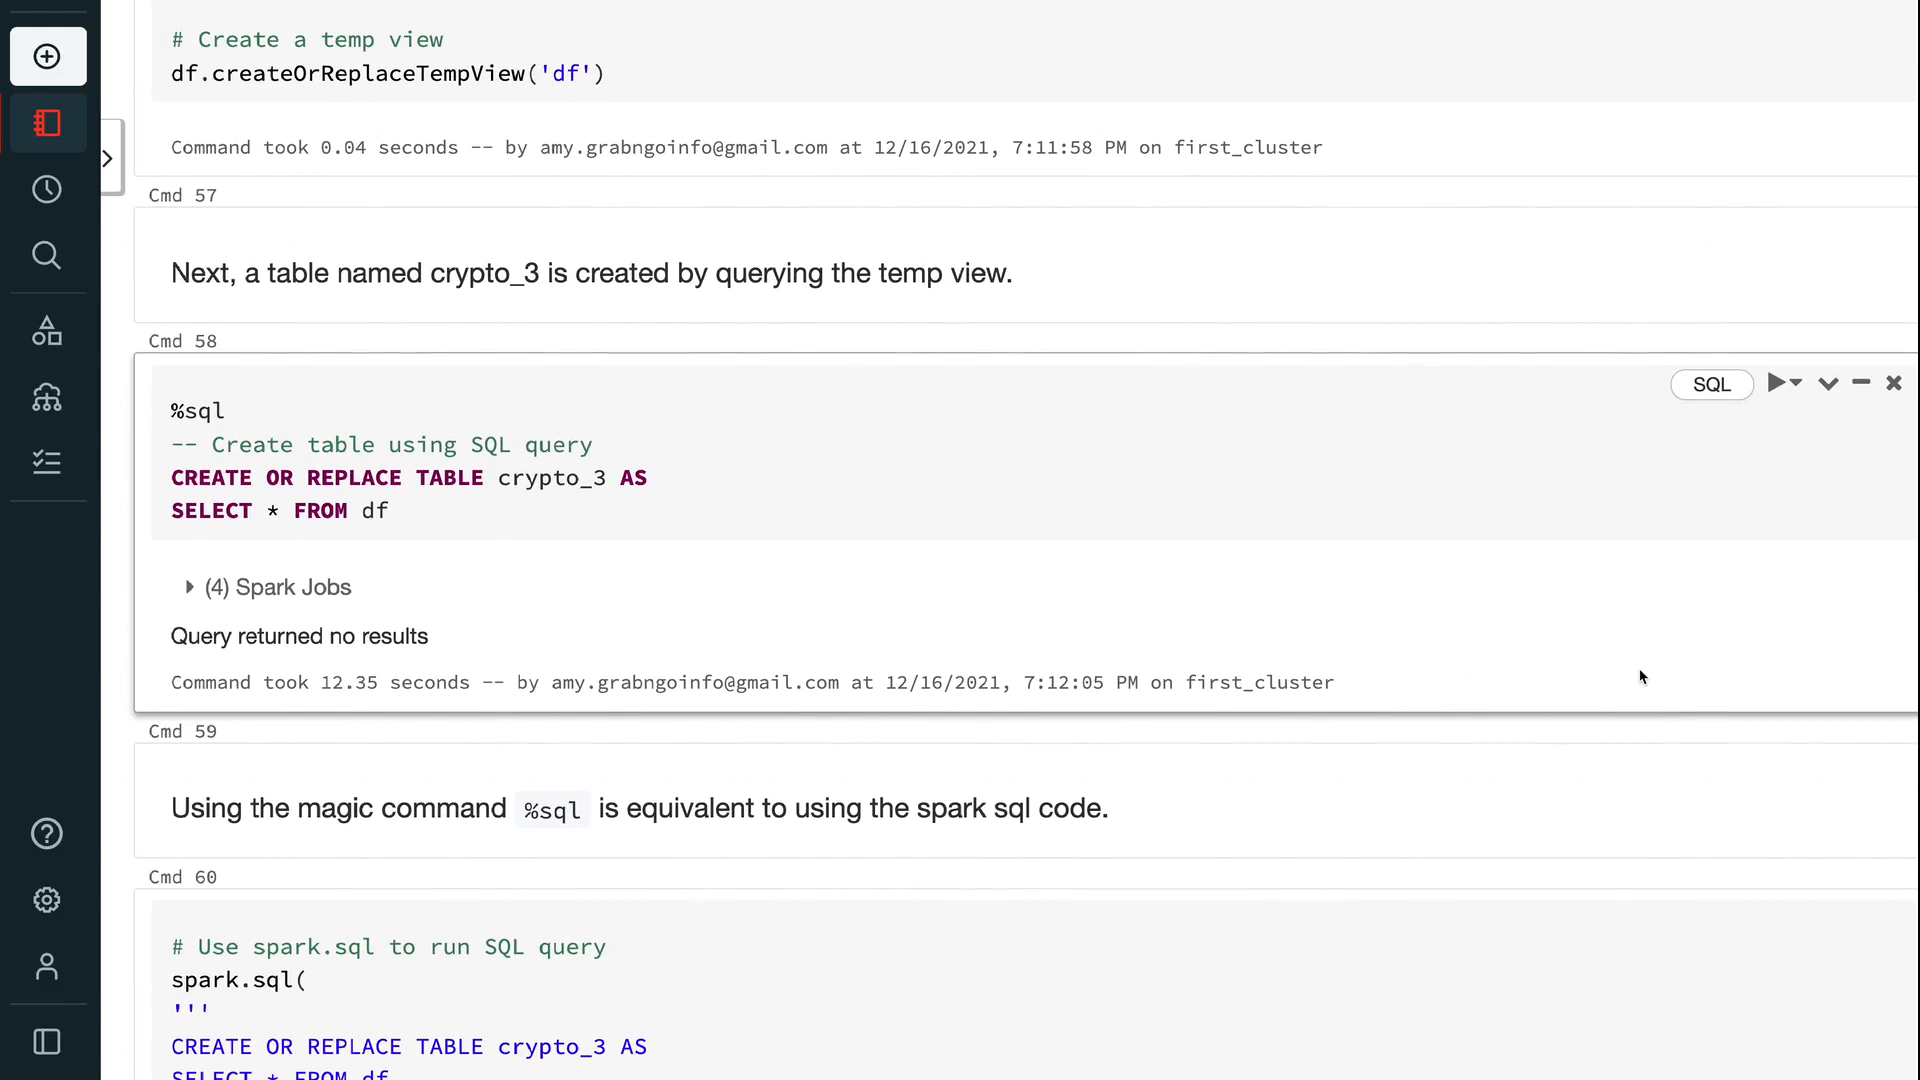 # Create a temp view
df.createOrReplaceTempView('df')
Command took 0.04 seconds -- by amy.grabngoinfo@gmail.com at 12/16/2021, 7:11:58 PM on first_cluster
Cmd 57
Next, a table named crypto_3 is created by querying the temp view.
Cmd 58
SQL
%sql
-- Create table using SQL query
CREATE OR REPLACE TABLE crypto_3 AS
SELECT * FROM df
(4) Spark Jobs
Query returned no results
Command took 12.35 seconds -- by amy.grabngoinfo@gmail.com at 12/16/2021, 7:12:05 PM on first_cluster
Cmd 59
Using the magic command %sql is equivalent to using the spark sql code.
Cmd 60
# Use spark.sql to run SQL query
spark.sql(
'''
CREATE OR REPLACE TABLE crypto_3 AS
SELECT * FROM df